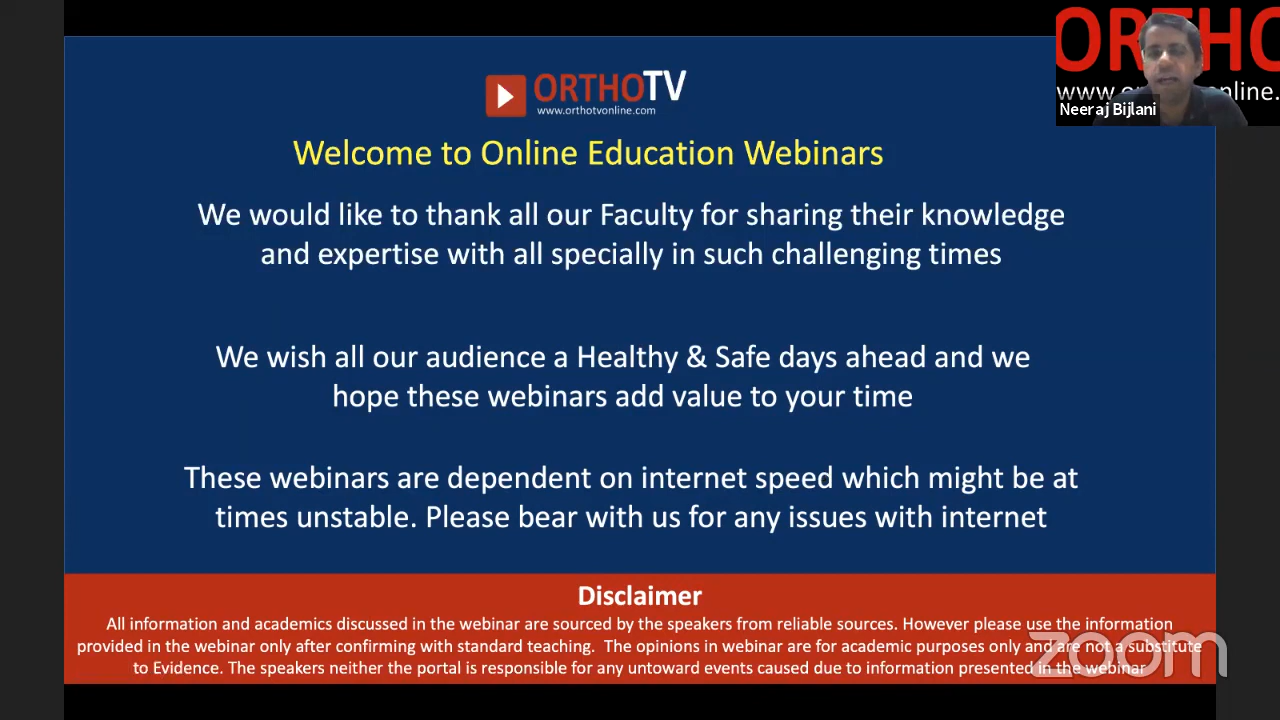 ORTHO
www.orthotvonline.
Neeraj Bijlani
ORTHOTV
www.orthotvonline.com
Welcome to Online Education Webinars
We would like to thank all our Faculty for sharing their knowledge
and expertise with all specially in such challenging times
We wish all our audience a Healthy & Safe days ahead and we
hope these webinars add value to your time
These webinars are dependent on internet speed which might be at
times unstable. Please bear with us for any issues with internet
Disclaimer
All information and academics discussed in the webinar are sourced by the speakers from reliable sources. However please use the information
provided in the webinar only after confirming with standard teaching. The opinions in webinar are for academic purposes only and are not a substitute
to Evidence. The speakers neither the portal is responsible for any untoward events caused due to information presented in the webinar
zoom